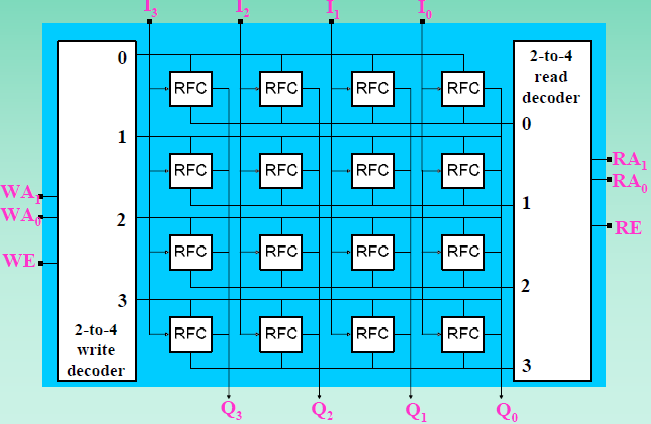 I3 I2 I1 I0
0
2-to-4
read
decoder
RFC RFC RFC RFC
0
1
RA1
RFC RFC RFC RFC
RA0
WA1
1
WA0
2
RE
RFC RFC RFC RFC
WE
2
3
2-to-4
write
decoder
RFC RFC RFC RFC
3
Q3 Q2 Q1 Q0